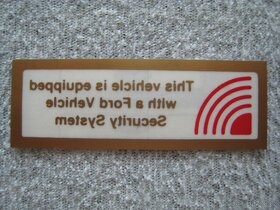 This vehicle is equipped
with a Ford Vehicle
Security System